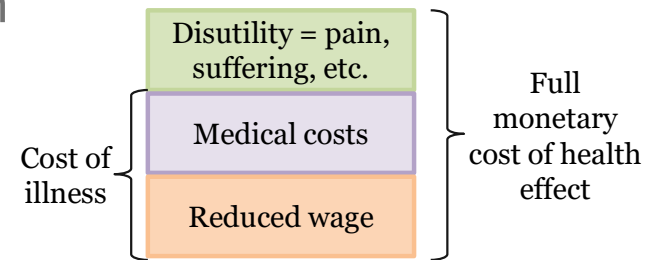 Disutility = pain,
suffering, etc.
Medical costs
Reduced wage
Cost of
illness
Full
monetary
cost of health
effect